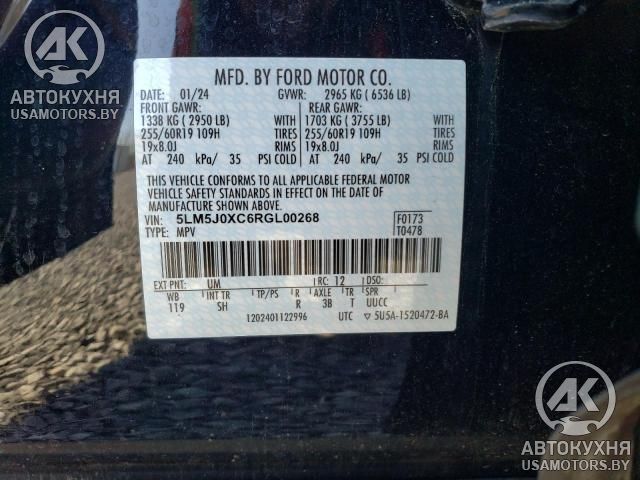 AK
АВТОКУХНЯ
USAMOTORS.BY
MFD. BY FORD MOTOR CO.
DATE: 01/24 GVWR: 2965 KG ( 6536 LB)
FRONT GAWR: REAR GAWR:
1338 KG ( 2950 LB) WITH 1703 KG ( 3755 LB) WITH
255/60R19 109H TIRES 255/60R19 109H TIRES
19x8.0J RIMS 19x8.0J RIMS
AT 240 kPa/ 35 PSI COLD AT 240 kPa/ 35 PSI COLD
THIS VEHICLE CONFORMS TO ALL APPLICABLE FEDERAL MOTOR
VEHICLE SAFETY STANDARDS IN EFFECT ON THE DATE OF
MANUFACTURE SHOWN ABOVE.
VIN: 5LM5J0XC6RGL00268 F0173
TYPE: MPV T0478
EXT PNT: UM RC: 12 DSO:
WB INT TR TP/PS R AXLE TR SPR
119 SH R 3B T UUCC
1202401122996 UTC ▽ 5U5A-1520472-BA
AK
АВТОКУХНЯ
USAMOTORS.BY